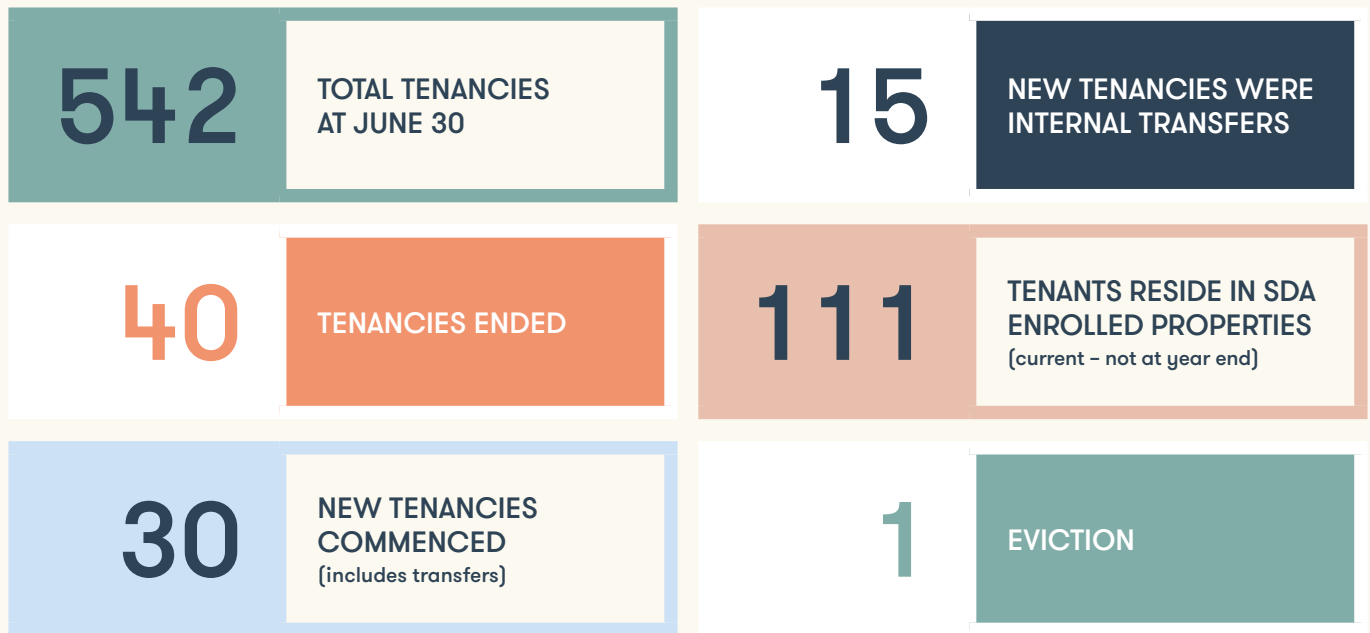 542
TOTAL TENANCIES
AT JUNE 30
15
NEW TENANCIES WERE
INTERNAL TRANSFERS
40
TENANCIES ENDED
111
TENANTS RESIDE IN SDA
ENROLLED PROPERTIES
(current – not at year end)
30
NEW TENANCIES
COMMENCED
(includes transfers)
1
EVICTION